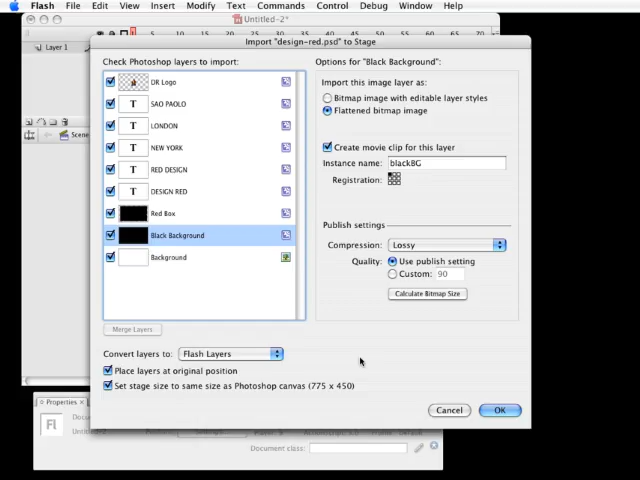 Flash File Edit View Insert Modify Text Commands Control Debug Window Help
Untitled-2*
Layer 1
Import "design-red.psd" to Stage
Check Photoshop layers to import:
DR Logo
T SAO PAOLO
T LONDON
T NEW YORK
T RED DESIGN
T DESIGN RED
Red Box
Black Background
Background
Merge Layers
Convert layers to: Flash Layers
Place layers at original position
Set stage size to same size as Photoshop canvas (775 x 450)
Options for "Black Background":
Import this image layer as:
Bitmap image with editable layer styles
Flattened bitmap image
Create movie clip for this layer
Instance name: blackBG
Registration:
Publish settings
Compression: Lossy
Quality: Use publish setting
Custom: 90
Calculate Bitmap Size
Cancel OK
Scene
Properties ×
Fl
Document class: